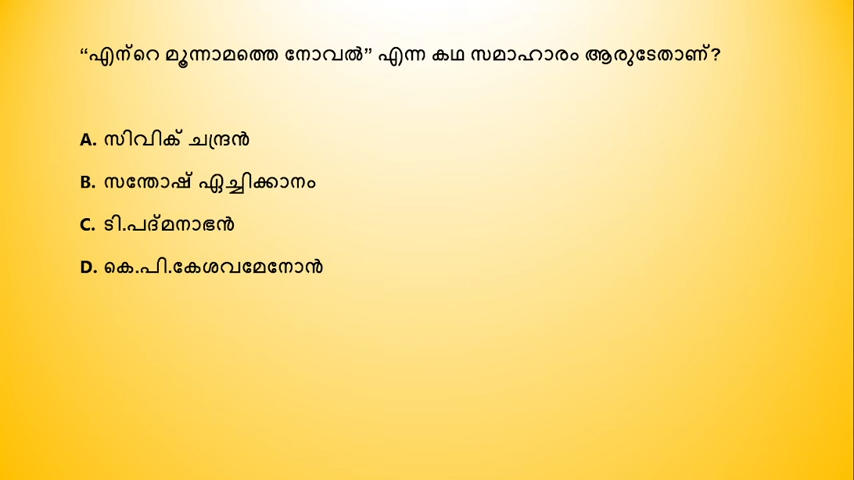 “എന്റെ മൂന്നാമത്തെ നോവൽ” എന്ന കഥ സമാഹാരം ആരുടേതാണ്?
A. സിവിക് ചന്ദ്രൻ
B. സന്തോഷ് ഏച്ചിക്കാനം
C. ടി.പദ്മനാഭൻ
D. കെ.പി.കേശവമേനോൻ